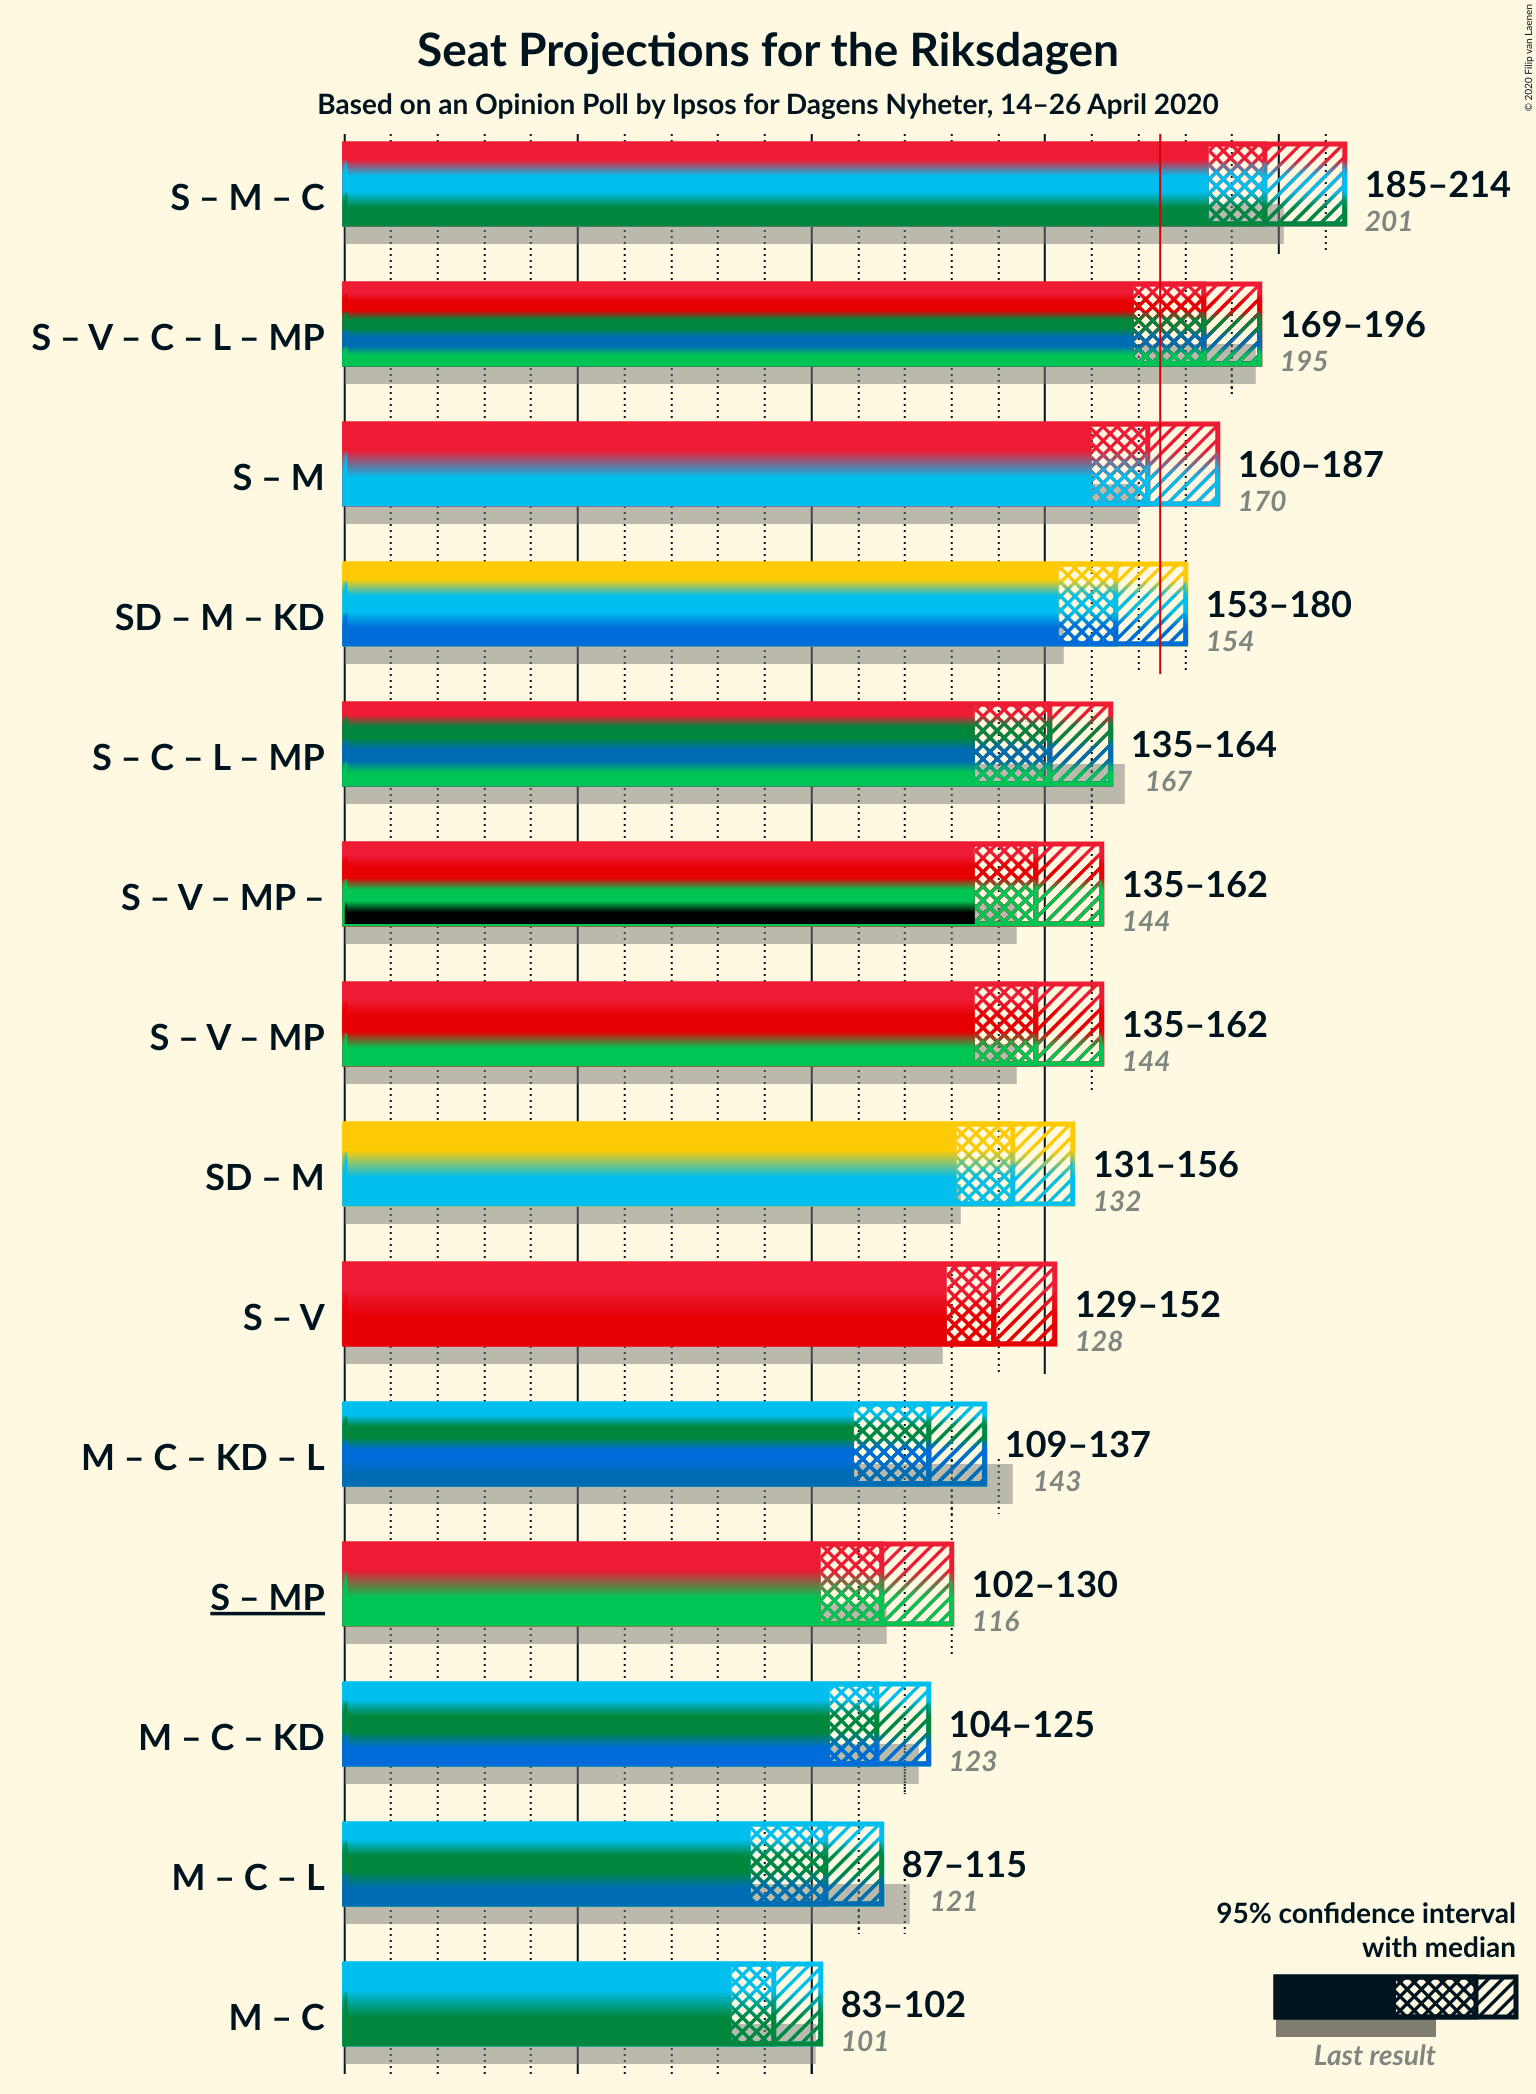 Seat Projections for the Riksdagen
Based on an Opinion Poll by Ipsos for Dagens Nyheter, 14–26 April 2020
© 2020 Filip van Laenen
S – M – C
185–214
201
S – V – C – L – MP
169–196
195
S – M
160–187
170
SD – M – KD
153–180
154
S – C – L – MP
135–164
167
S – V – MP –
135–162
144
S – V – MP
135–162
144
SD – M
131–156
132
S – V
129–152
128
M – C – KD – L
109–137
143
S – MP
102–130
116
M – C – KD
104–125
123
M – C – L
87–115
121
M – C
83–102
101
95% confidence interval
with median
Last result